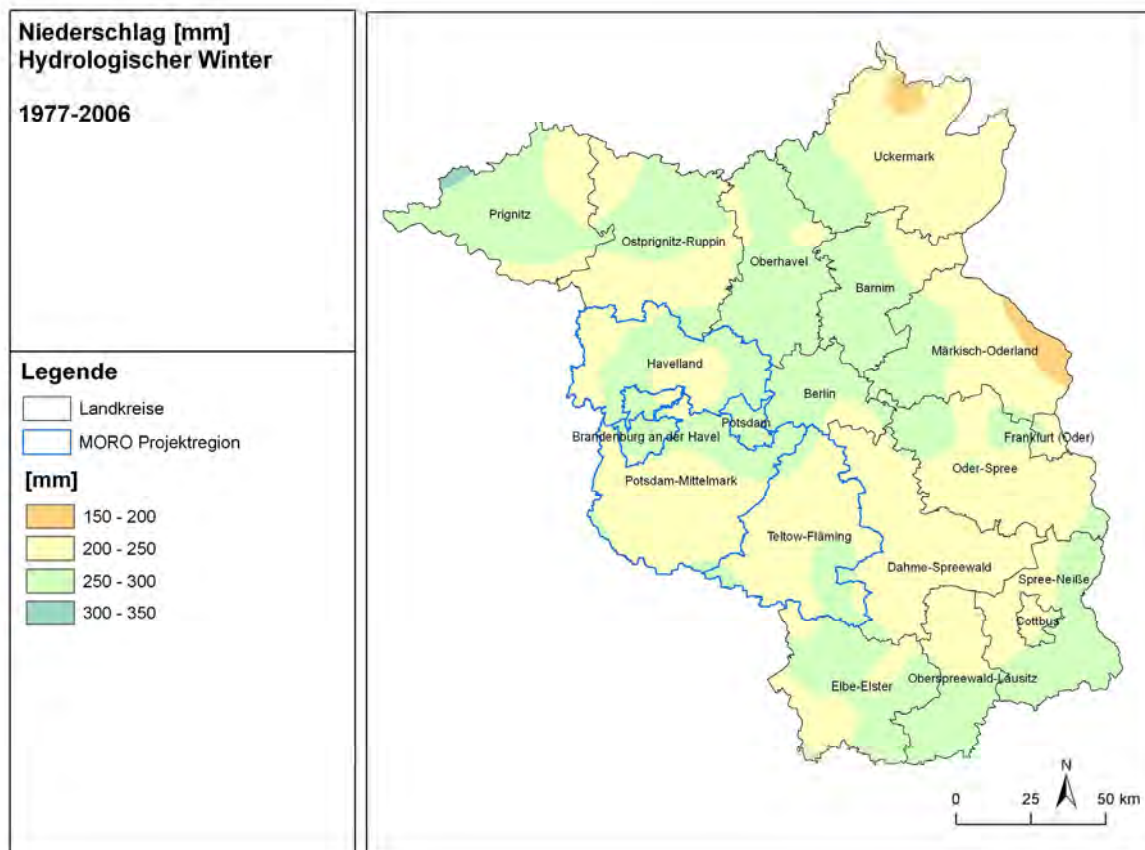 Niederschlag [mm]
Hydrologischer Winter
1977-2006
Legende
Landkreise
MORO Projektregion
[mm]
150 - 200
200 - 250
250 - 300
300 - 350
Uckermark
Prignitz
Ostprignitz-Ruppin
Oberhavel
Barnim
Märkisch-Oderland
Havelland
Berlin
Potsdam
Brandenburg an der Havel
Frankfurt (Oder)
Oder-Spree
Potsdam-Mittelmark
Teltow-Fläming
Dahme-Spreewald
Spree-Neiße
Cottbus
Oberspreewald-Lausitz
Elbe-Elster
N
0 25 50 km